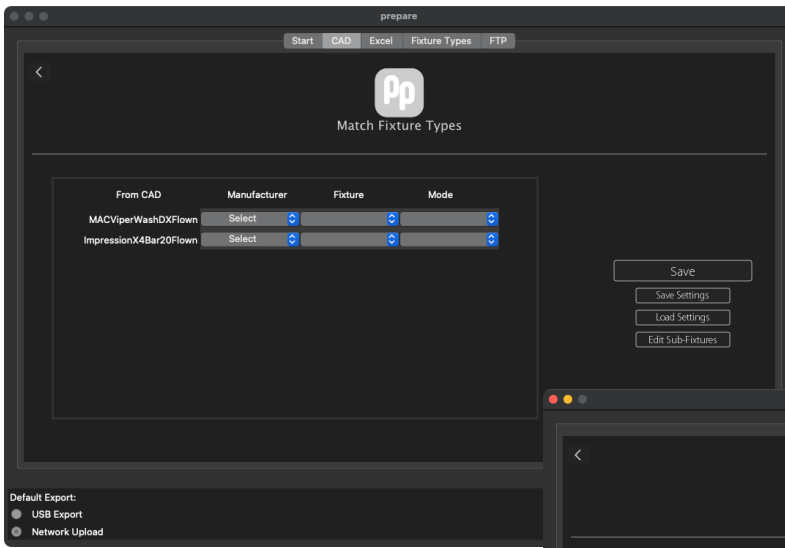 prepare
Start CAD Excel Fixture Types FTP
Pp
Match Fixture Types
From CAD Manufacturer Fixture Mode
MACViperWashDXFlown Select
ImpressionX4Bar20Flown Select
Save
Save Settings
Load Settings
Edit Sub-Fixtures
Default Export:
USB Export
Network Upload